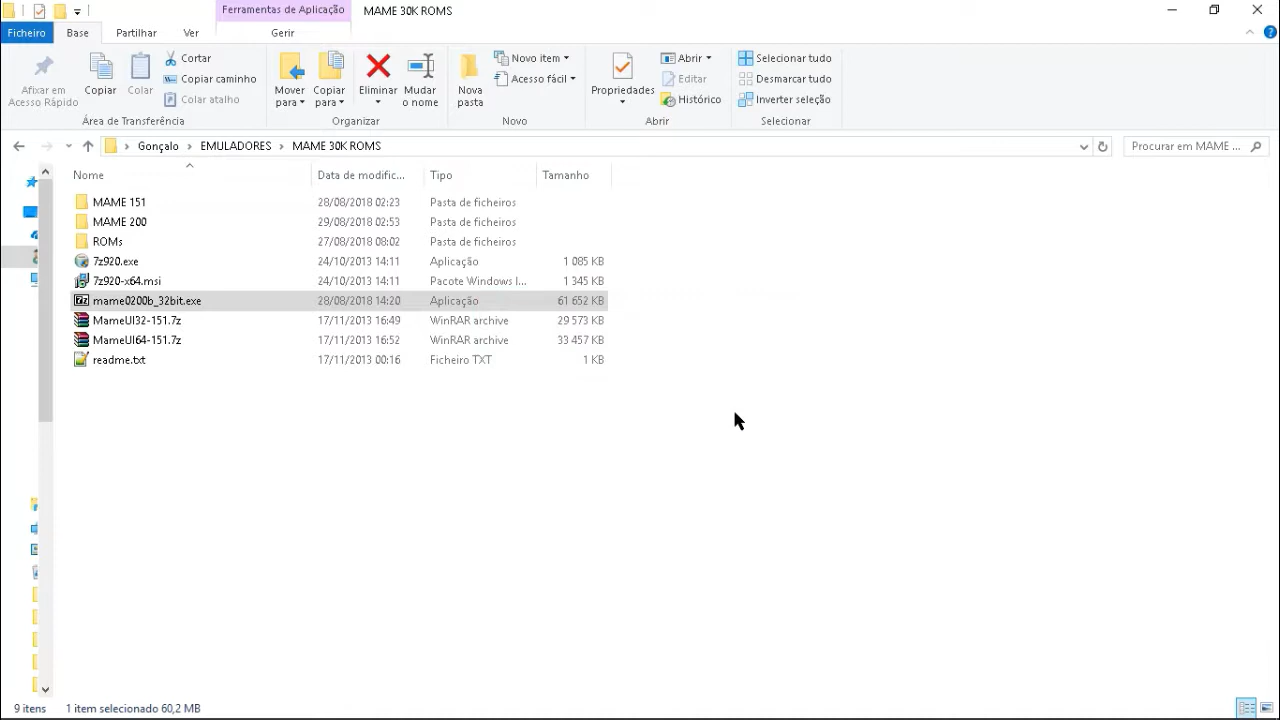 Ferramentas de Aplicação MAME 30K ROMS
Ficheiro Base Partilhar Ver Gerir
Afixar em
Acesso Rápido
Copiar
Colar
Cortar
Copiar caminho
Colar atalho
Área de Transferência
Mover
para
Copiar
para
Eliminar
Mudar
o nome
Organizar
Nova
pasta
Novo item
Acesso fácil
Novo
Propriedades
Abrir
Editar
Histórico
Abrir
Selecionar tudo
Desmarcar tudo
Inverter seleção
Selecionar
Gonçalo › EMULADORES › MAME 30K ROMS
Procurar em MAME ...
Nome Data de modific... Tipo Tamanho
MAME 151 28/08/2018 02:23 Pasta de ficheiros
MAME 200 29/08/2018 02:53 Pasta de ficheiros
ROMs 27/08/2018 08:02 Pasta de ficheiros
7z920.exe 24/10/2013 14:11 Aplicação 1 085 KB
7z920-x64.msi 24/10/2013 14:11 Pacote Windows I... 1 345 KB
mame0200b_32bit.exe 28/08/2018 14:20 Aplicação 61 652 KB
MameUI32-151.7z 17/11/2013 16:49 WinRAR archive 29 573 KB
MameUI64-151.7z 17/11/2013 16:52 WinRAR archive 33 457 KB
readme.txt 17/11/2013 00:16 Ficheiro TXT 1 KB
9 itens 1 item selecionado 60,2 MB